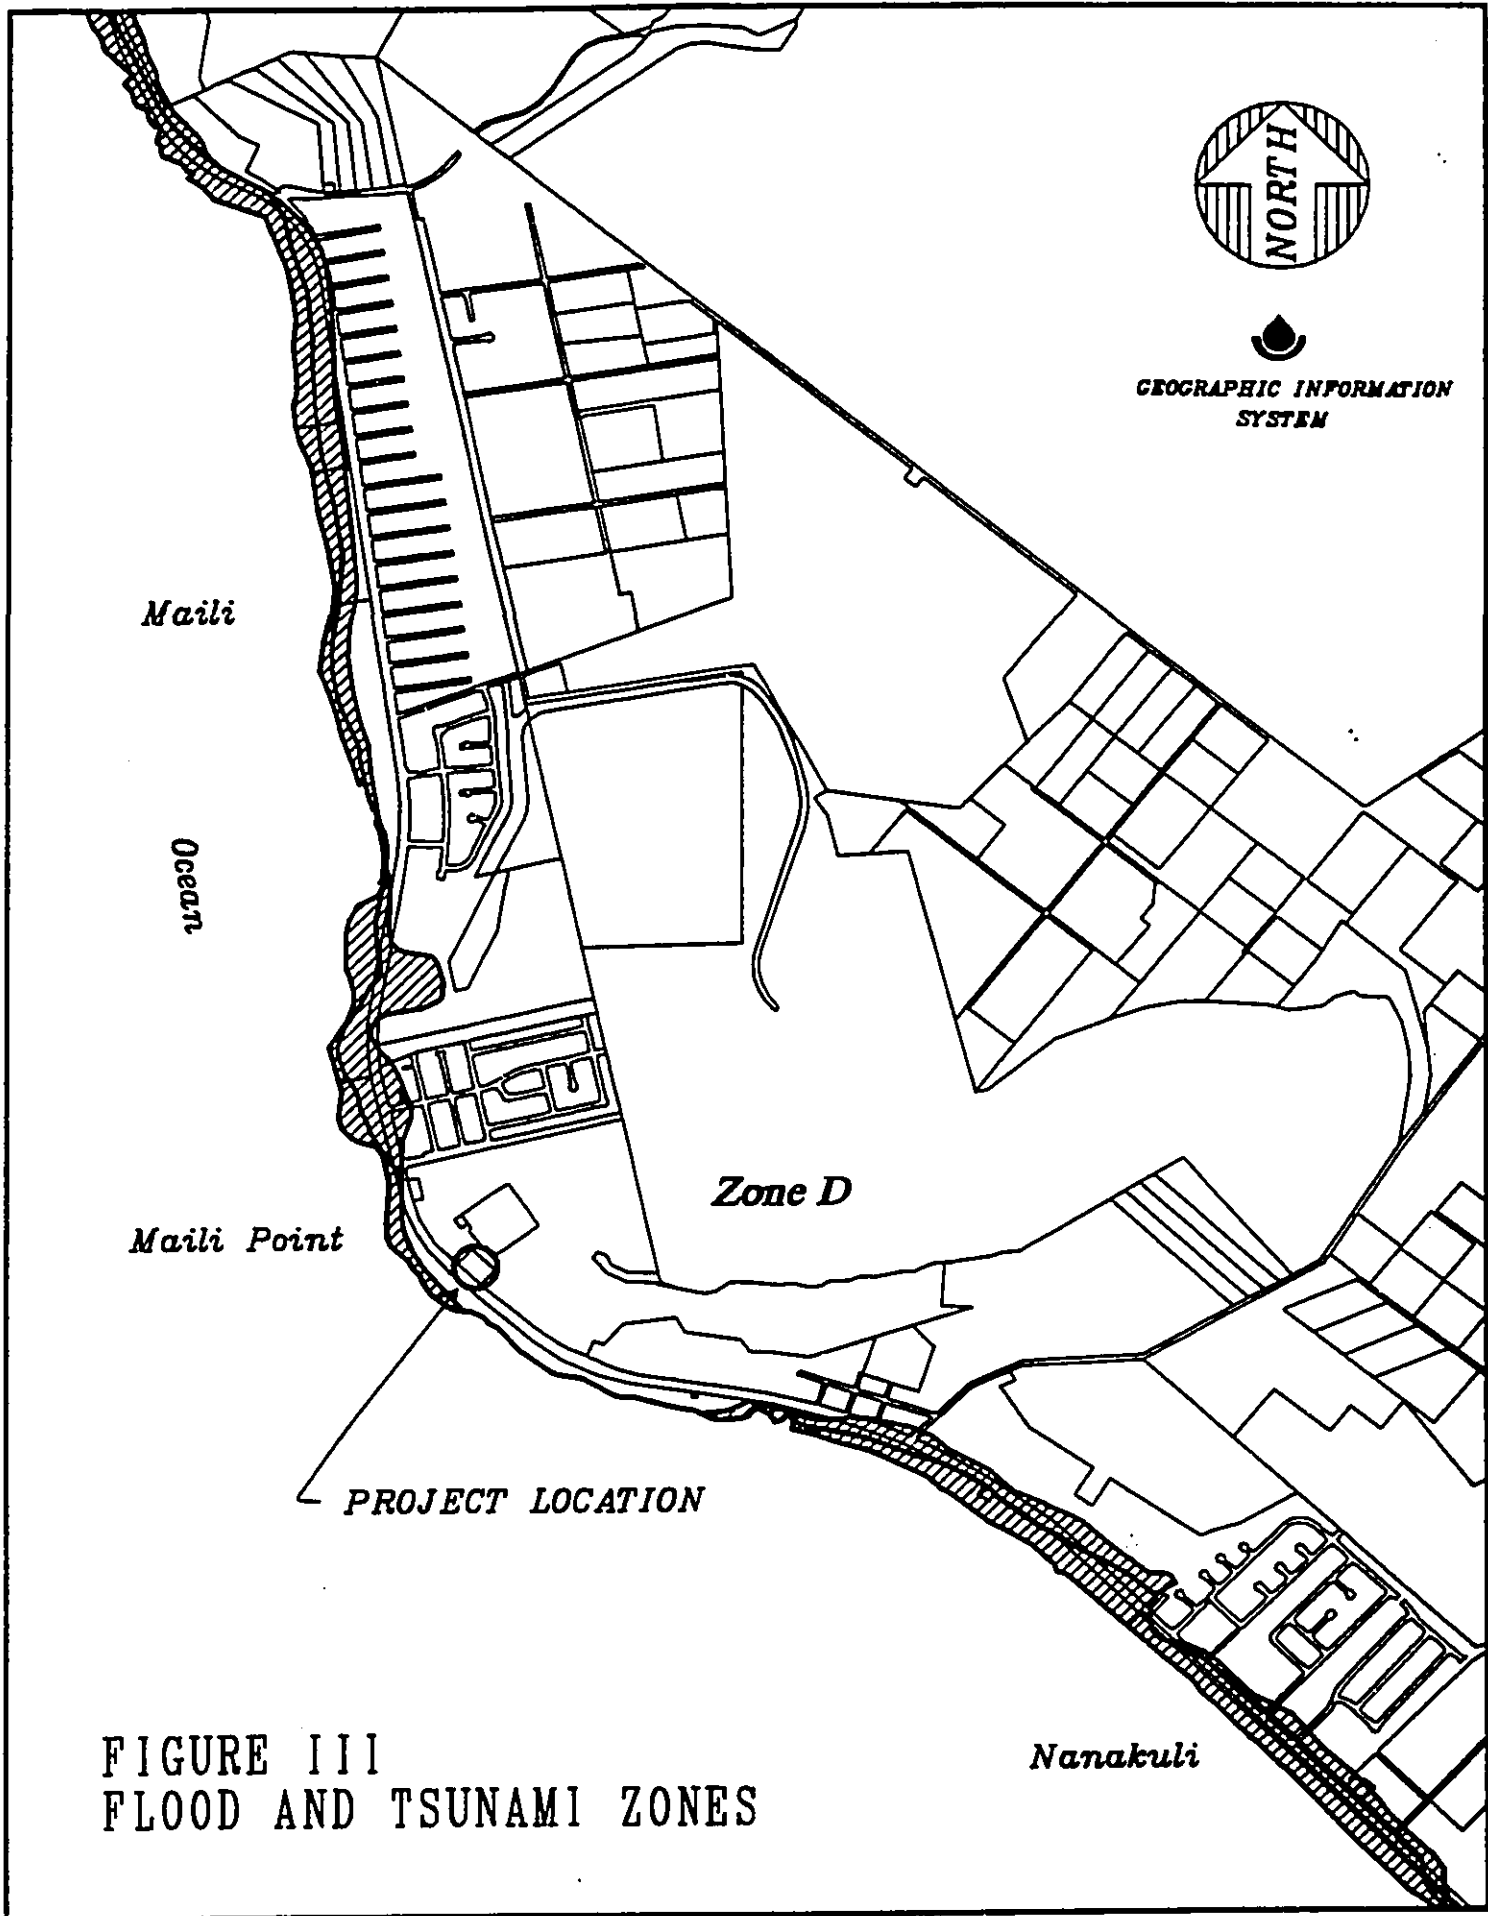 NORTH
GEOGRAPHIC INFORMATION
SYSTEM
Maili
Ocean
Zone D
Maili Point
PROJECT LOCATION
Nanakuli
FIGURE III
FLOOD AND TSUNAMI ZONES